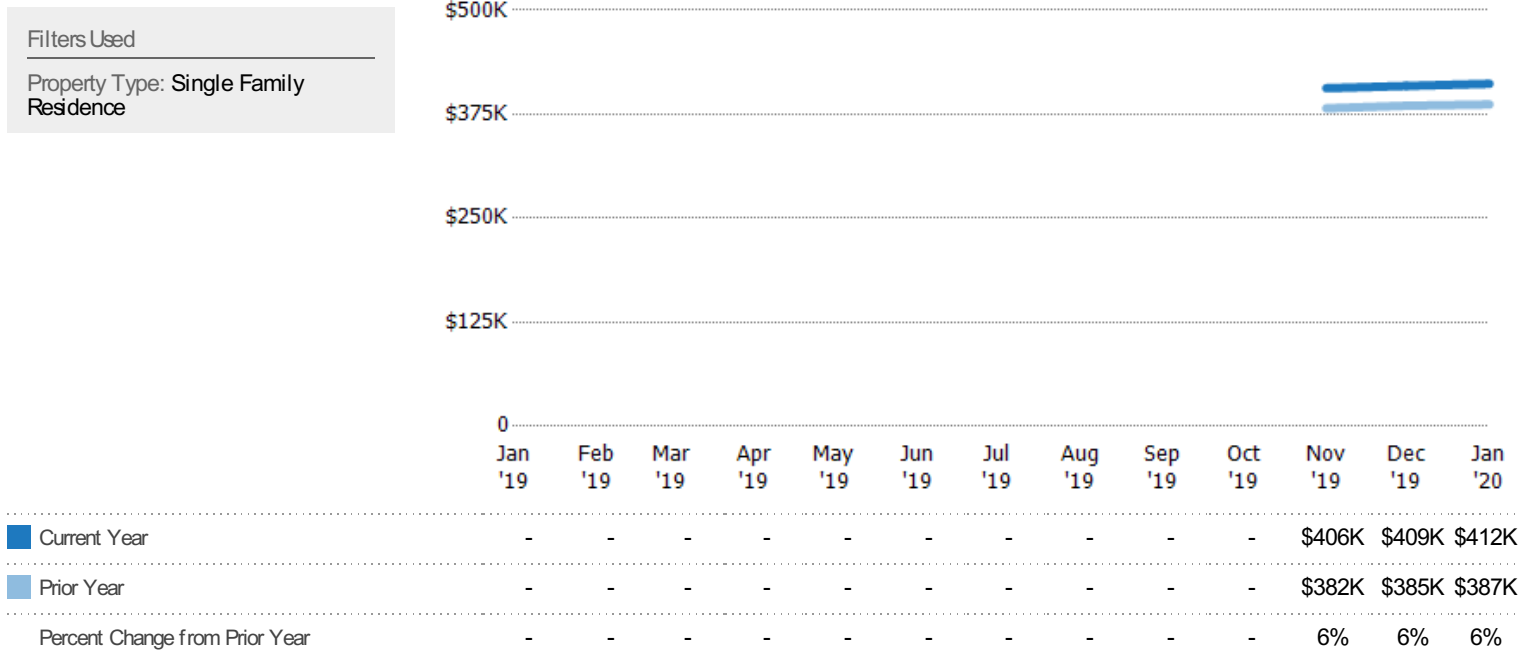 Filters Used
Property Type: Single Family
Residence
$500K
$375K
$250K
$125K
0
Jan Feb Mar Apr May Jun Jul Aug Sep Oct Nov Dec Jan
'19 '19 '19 '19 '19 '19 '19 '19 '19 '19 '19 '19 '20
Current Year - - - - - - - - - - $406K $409K $412K
Prior Year - - - - - - - - - - $382K $385K $387K
Percent Change from Prior Year - - - - - - - - - - 6% 6% 6%